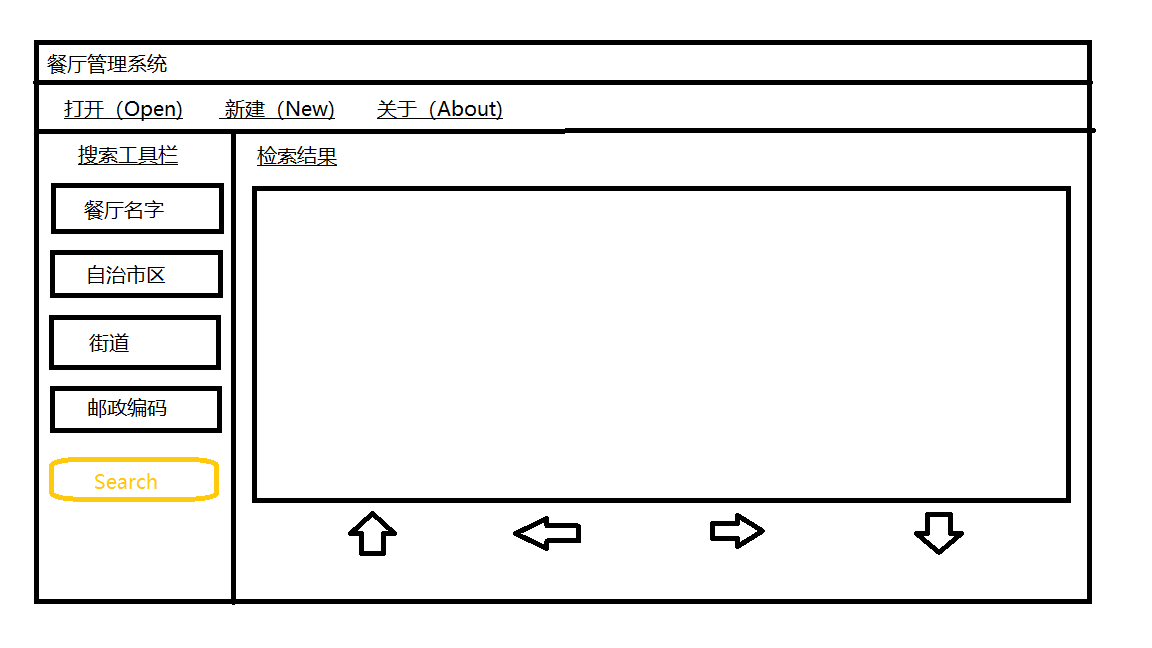 餐厅管理系统
打开（Open) 新建（New) 关于（About)
搜索工具栏
餐厅名字
自治市区
街道
邮政编码
Search
检索结果